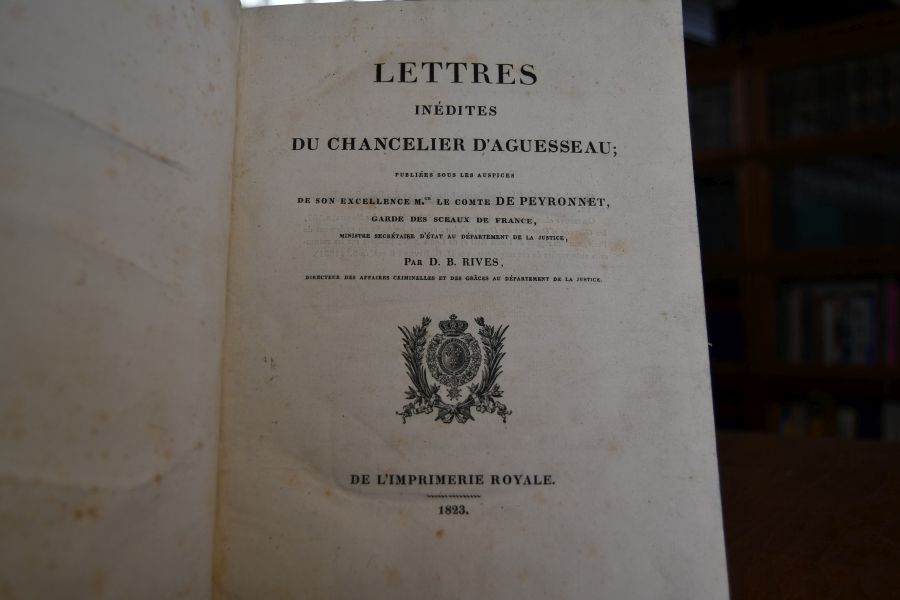 LETTRES
INÉDITES
DU CHANCELIER D'AGUESSEAU;
PUBLIÉES SOUS LES AUSPICES
DE SON EXCELLENCE M.gr LE COMTE DE PEYRONNET,
GARDE DES SCEAUX DE FRANCE,
MINISTRE SECRÉTAIRE D'ÉTAT AU DÉPARTEMENT DE LA JUSTICE,
PAR D. B. RIVES,
DIRECTEUR DES AFFAIRES CRIMINELLES ET DES GRÂCES AU DÉPARTEMENT DE LA JUSTICE.
DE L'IMPRIMERIE ROYALE.
1823.